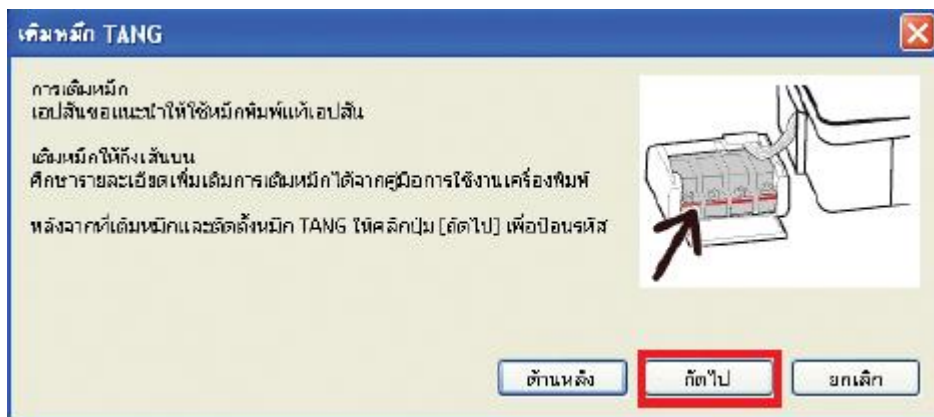 เติมหมึก TANG
การเติมหมึก
เอปสันขอแนะนำให้ใช้หมึกพิมพ์แท้เอปสัน
เติมหมึกให้ถึงเส้นบน
ศึกษารายละเอียดเพิ่มเติมการเติมหมึกได้จากคู่มือการใช้งานเครื่องพิมพ์
หลังจากที่เติมหมึกและติดตั้งหมึก TANG ให้คลิกปุ่ม [ถัดไป] เพื่อป้อนรหัส
ด้านหลัง
ถัดไป
ยกเลิก